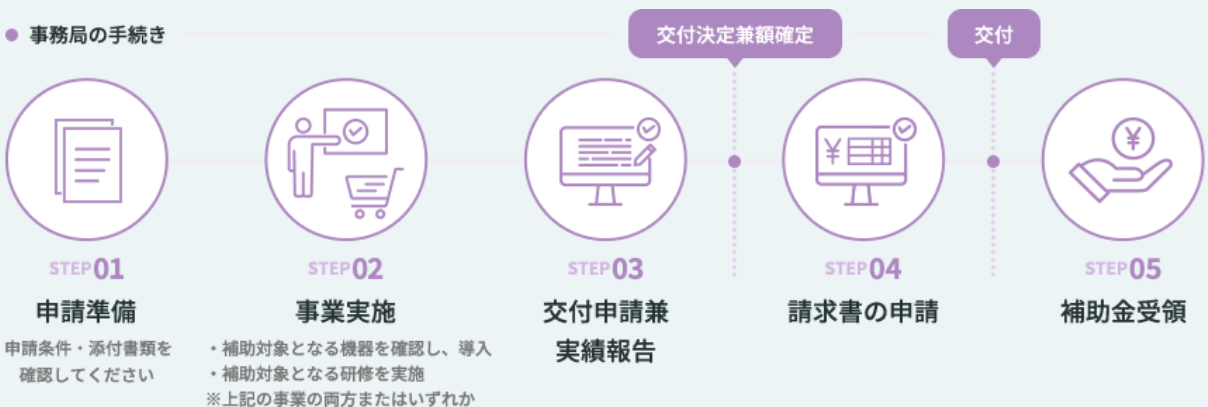 事務局の手続き
交付決定兼額確定
交付
¥
¥
STEP01
申請準備
申請条件・添付書類を
確認してください
STEP02
事業実施
・補助対象となる機器を確認し、導入
・補助対象となる研修を実施
※上記の事業の両方またはいずれか
STEP03
交付申請兼
実績報告
STEP04
請求書の申請
STEP05
補助金受領